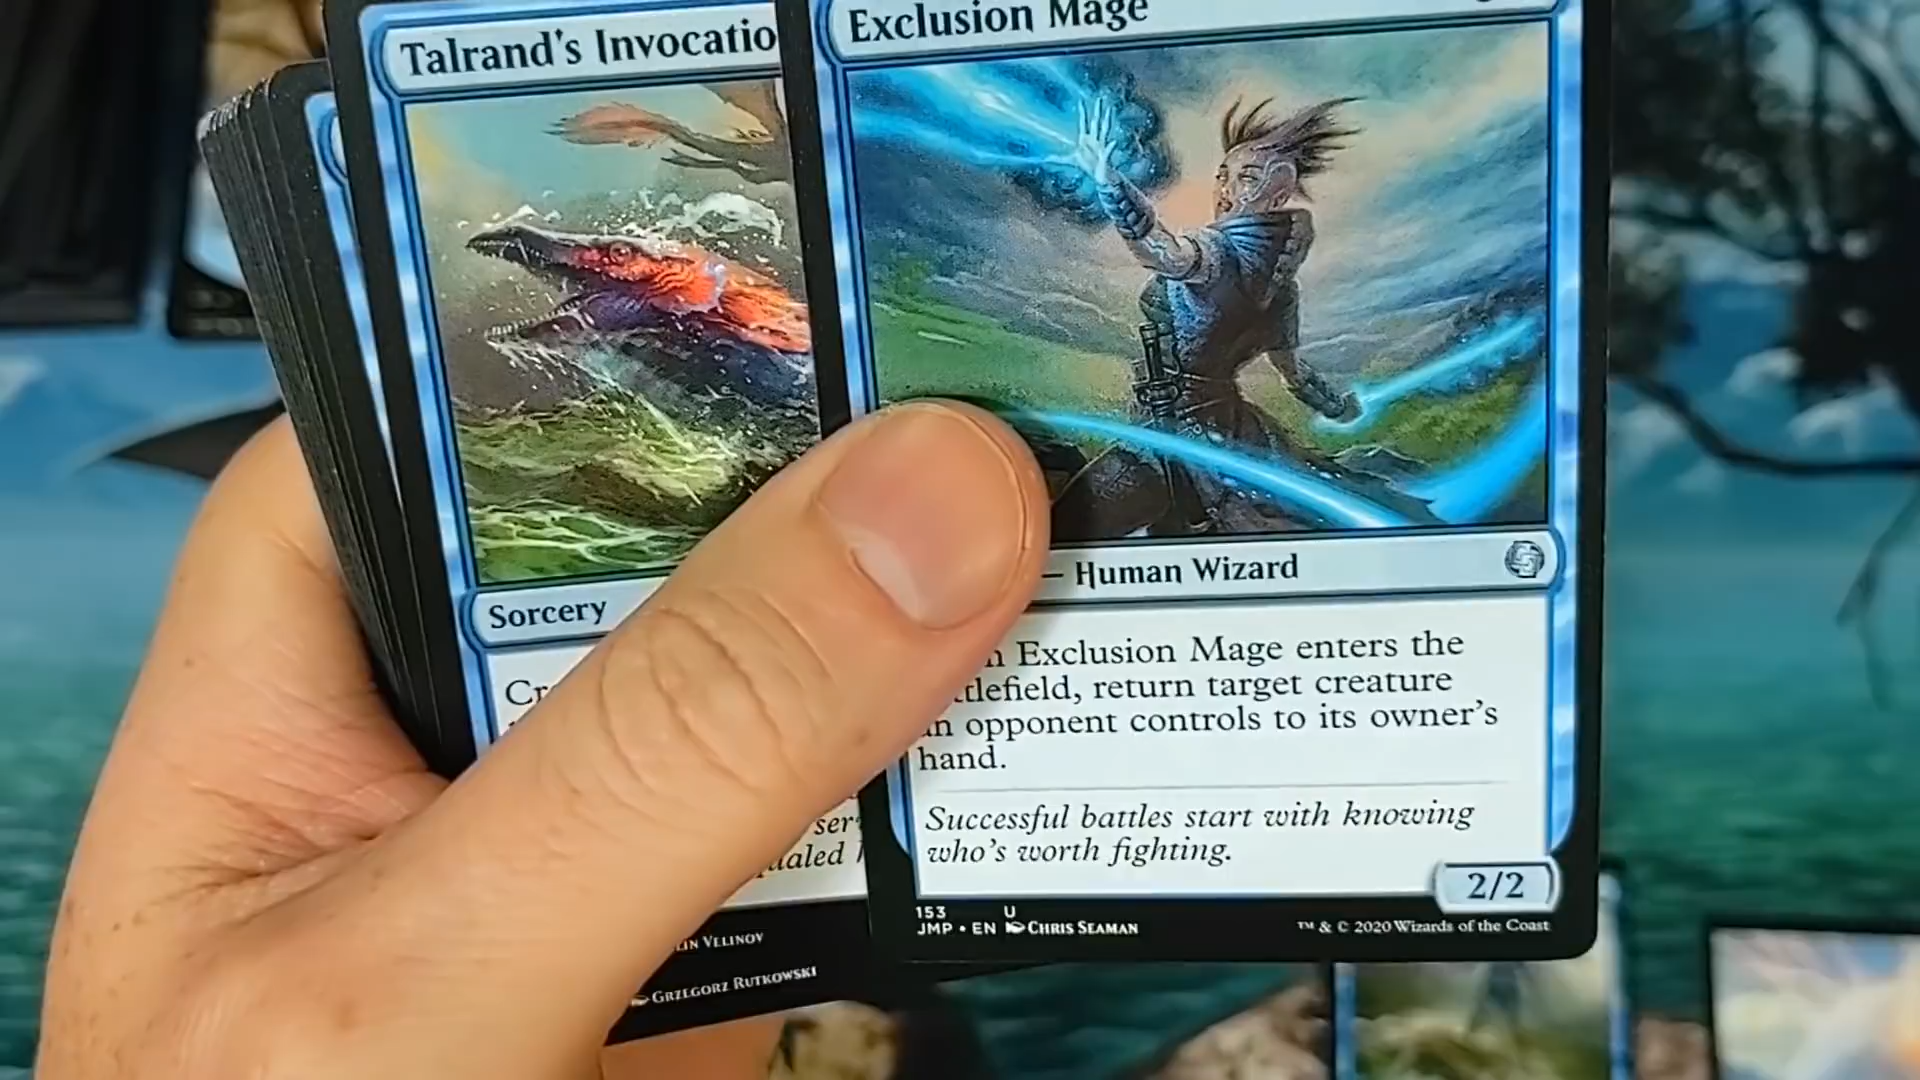 Talrand's Invocatio
Sorcery
Cr
ser
ualed
LIN VELINOV
GRZEGORZ RUTKOWSKI
Exclusion Mage
— Human Wizard
n Exclusion Mage enters the
tlefield, return target creature
an opponent controls to its owner's
hand.
Successful battles start with knowing
who's worth fighting.
2/2
153 U
JMP • EN CHRIS SEAMAN
™ & © 2020 Wizards of the Coast